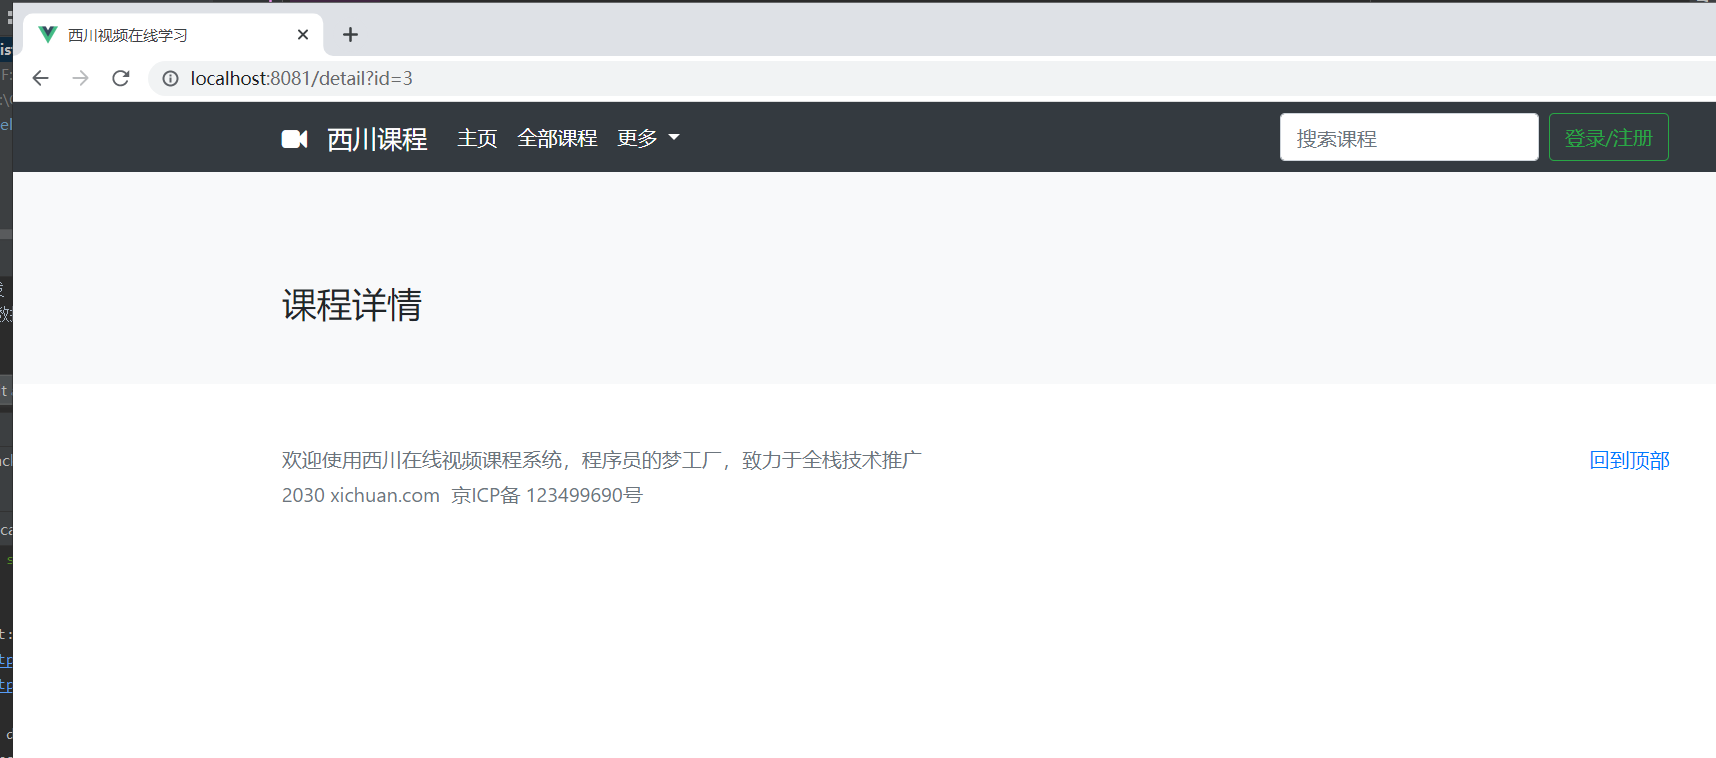 西川视频在线学习
localhost:8081/detail?id=3
西川课程 主页 全部课程 更多 搜索课程 登录/注册
课程详情
欢迎使用西川在线视频课程系统，程序员的梦工厂，致力于全栈技术推广 回到顶部
2030 xichuan.com 京ICP备 123499690号